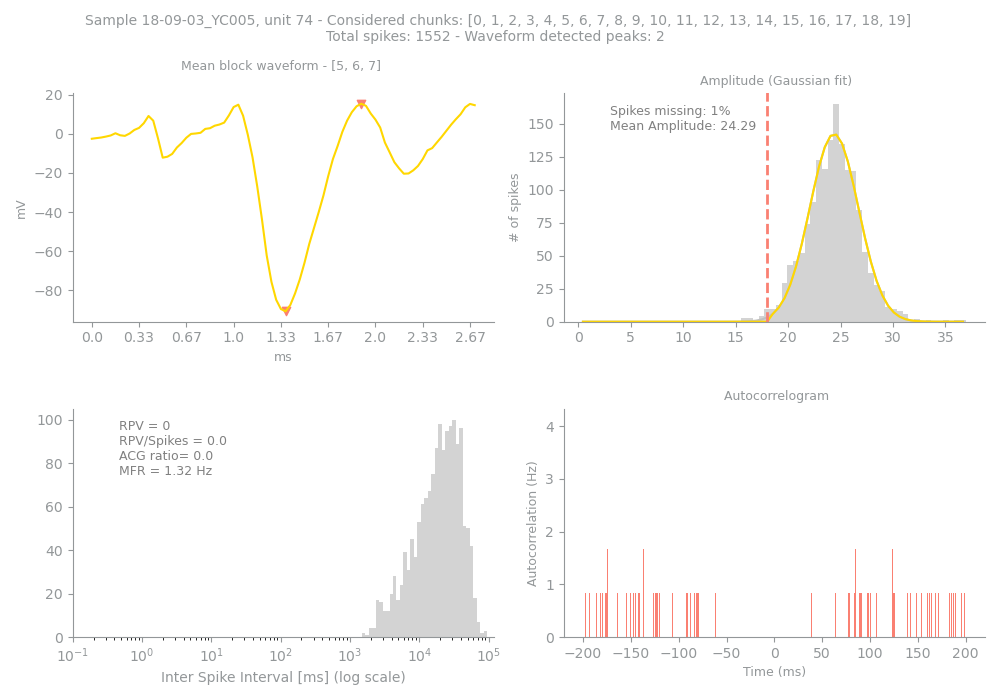 Sample 18-09-03_YC005, unit 74 - Considered chunks: [0, 1, 2, 3, 4, 5, 6, 7, 8, 9, 10, 11, 12, 13, 14, 15, 16, 17, 18, 19]
Total spikes: 1552 - Waveform detected peaks: 2
Mean block waveform - [5, 6, 7]
20
0
−20
−40
−60
−80
mV
0.0 0.33 0.67 1.0 1.33 1.67 2.0 2.33 2.67
ms
Amplitude (Gaussian fit)
Spikes missing: 1%
Mean Amplitude: 24.29
150
125
100
75
50
25
0
# of spikes
0 5 10 15 20 25 30 35
RPV = 0
RPV/Spikes = 0.0
ACG ratio= 0.0
MFR = 1.32 Hz
100
80
60
40
20
0
10⁻¹ 10⁰ 10¹ 10² 10³ 10⁴ 10⁵
Inter Spike Interval [ms] (log scale)
Autocorrelogram
4
3
2
1
0
Autocorrelation (Hz)
−200 −150 −100 −50 0 50 100 150 200
Time (ms)